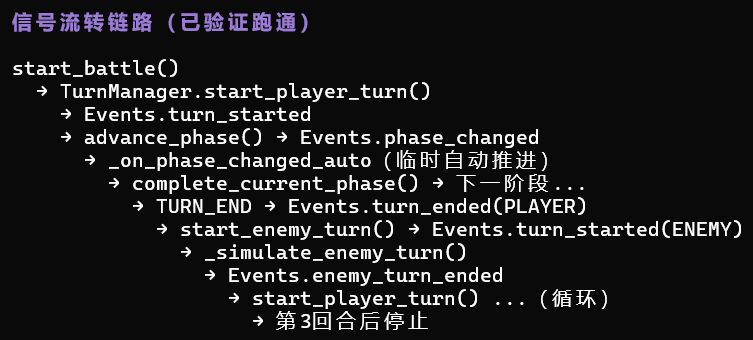 信号流转链路（已验证跑通）
start_battle()
→ TurnManager.start_player_turn()
→ Events.turn_started
→ advance_phase() → Events.phase_changed
→ _on_phase_changed_auto（临时自动推进）
→ complete_current_phase() → 下一阶段...
→ TURN_END → Events.turn_ended(PLAYER)
→ start_enemy_turn() → Events.turn_started(ENEMY)
→ _simulate_enemy_turn()
→ Events.enemy_turn_ended
→ start_player_turn() ...（循环）
→ 第3回合后停止